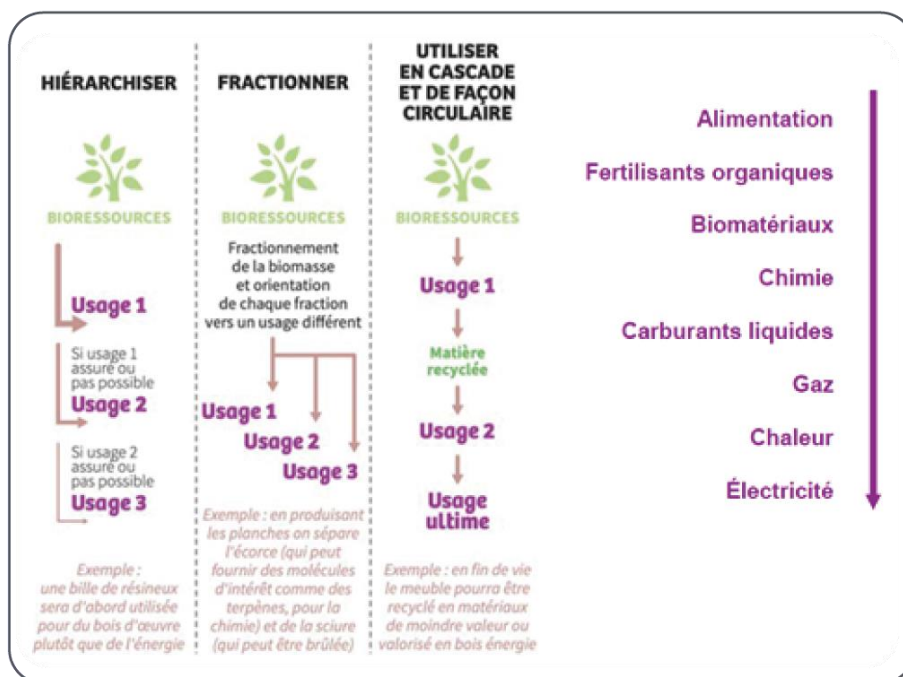 HIÉRARCHISER
BIORESSOURCES
Usage 1
Si usage 1
assuré ou
pas possible
Usage 2
Si usage 2
assuré ou
pas possible
Usage 3
Exemple :
une bille de résineux
sera d'abord utilisée
pour du bois d'œuvre
plutôt que de l'énergie
FRACTIONNER
BIORESSOURCES
Fractionnement
de la biomasse
et orientation
de chaque fraction
vers un usage différent
Usage 1
Usage 2
Usage 3
Exemple : en produisant
les planches on sépare
l'écorce (qui peut
fournir des molécules
d'intérêt comme des
terpènes, pour la
chimie) et de la sciure
(qui peut être brûlée)
UTILISER
EN CASCADE
ET DE FAÇON
CIRCULAIRE
BIORESSOURCES
Usage 1
Matière
recyclée
Usage 2
Usage
ultime
Exemple : en fin de vie
le meuble pourra être
recyclé en matériaux
de moindre valeur ou
valorisé en bois énergie
Alimentation
Fertilisants organiques
Biomatériaux
Chimie
Carburants liquides
Gaz
Chaleur
Électricité